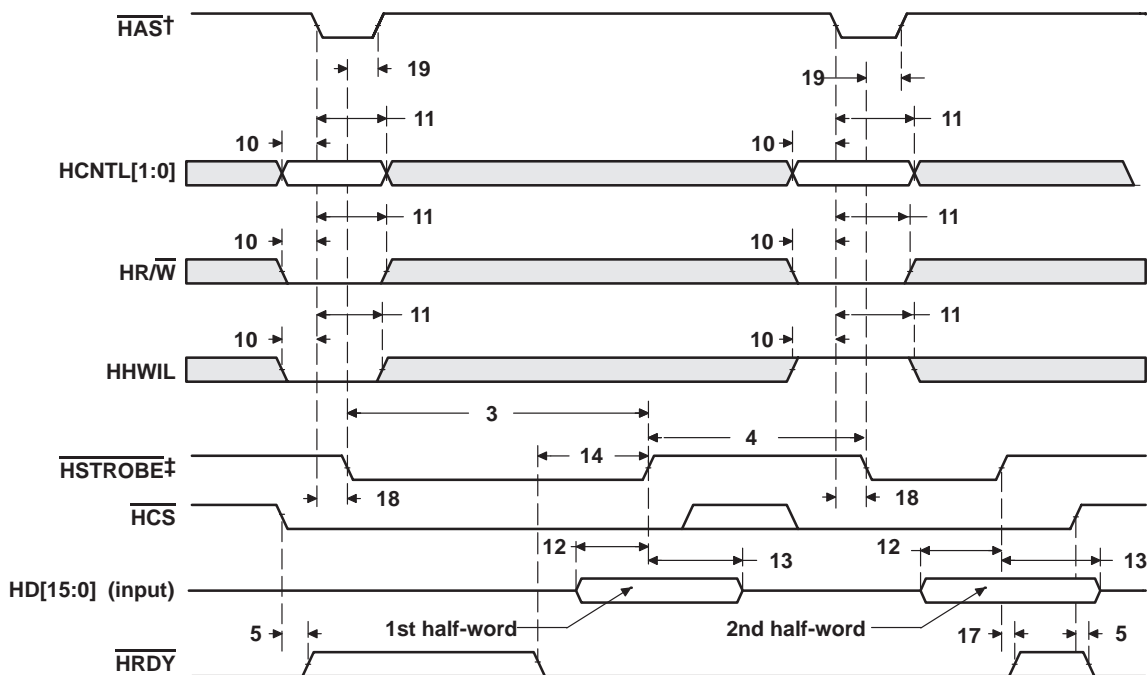 HAS†
19
19
11
11
10
10
HCNTL[1:0]
11
11
10
10
HR/W
11
11
10
10
HHWIL
3
4
14
HSTROBE‡
18
18
HCS
12
12
13
13
HD[15:0] (input)
1st half-word
2nd half-word
5
17
5
HRDY